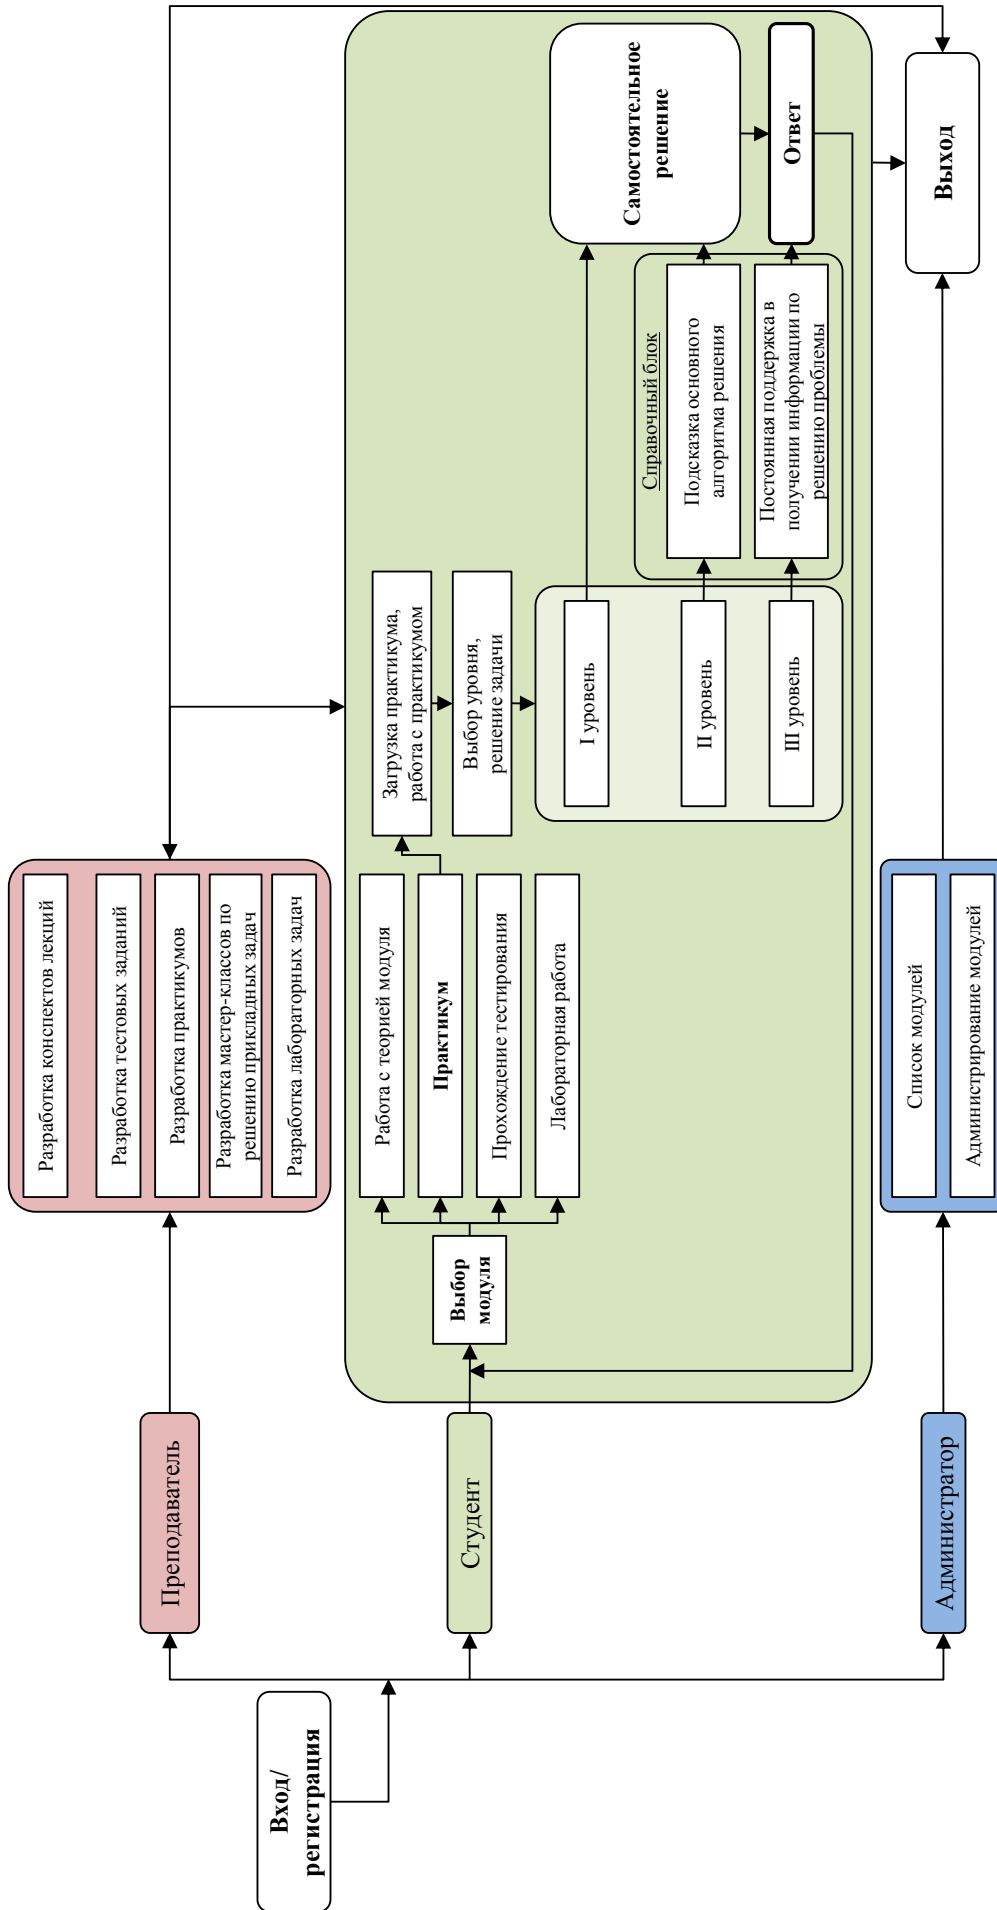 Вход/
регистрация
Преподаватель
Студент
Администратор
Разработка конспектов лекций
Разработка тестовых заданий
Разработка практикумов
Разработка мастер-классов по
решению прикладных задач
Разработка лабораторных задач
Выбор
модуля
Работа с теорией модуля
Практикум
Прохождение тестирования
Лабораторная работа
Загрузка практикума,
работа с практикумом
Выбор уровня,
решение задачи
I уровень
II уровень
III уровень
Справочный блок
Подсказка основного
алгоритма решения
Постоянная поддержка в
получении информации по
решению проблемы
Самостоятельное
решение
Ответ
Список модулей
Администрирование модулей
Выход